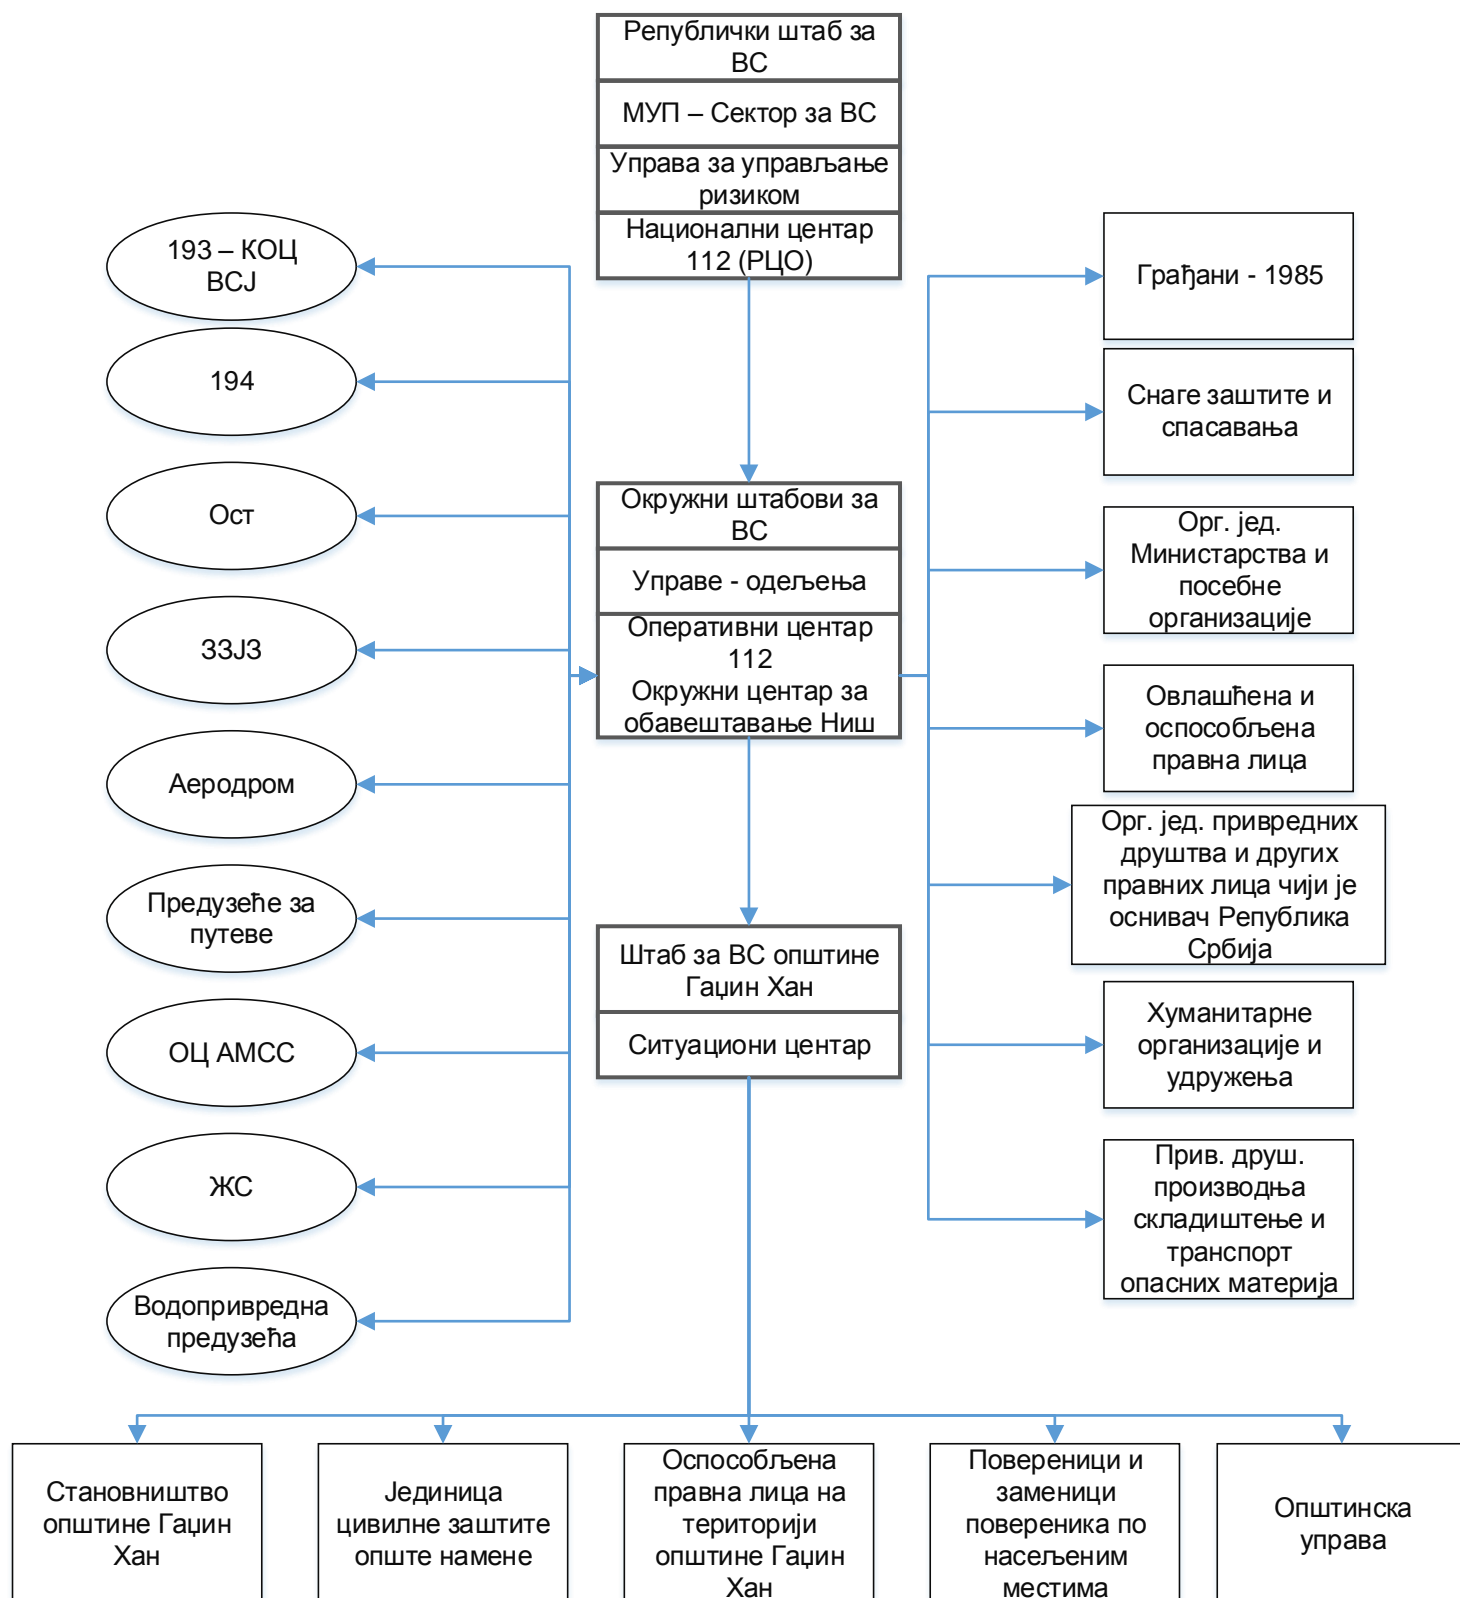 Републички штаб за
ВС
МУП – Сектор за ВС
Управа за управљање
ризиком
Национални центар
112 (РЦО)
193 – КОЦ
ВСЈ
194
Ост
ЗЗЈЗ
Аеродром
Предузеће за
путеве
ОЦ АМСС
ЖС
Водопривредна
предузећа
Окружни штабови за
ВС
Управе - одељења
Оперативни центар
112
Окружни центар за
обавештавање Ниш
Штаб за ВС општине
Гаџин Хан
Ситуациони центар
Грађани - 1985
Снаге заштите и
спасавања
Орг. јед.
Министарства и
посебне
организације
Овлашћена и
оспособљена
правна лица
Орг. јед. привредних
друштва и других
правних лица чији је
оснивач Република
Србија
Хуманитарне
организације и
удружења
Прив. друш.
производња
складиштење и
транспорт
опасних материја
Становништво
општине Гаџин
Хан
Јединица
цивилне заштите
опште намене
Оспособљена
правна лица на
територији
општине Гаџин
Хан
Повереници и
заменици
повереника по
насељеним
местима
Општинска
управа